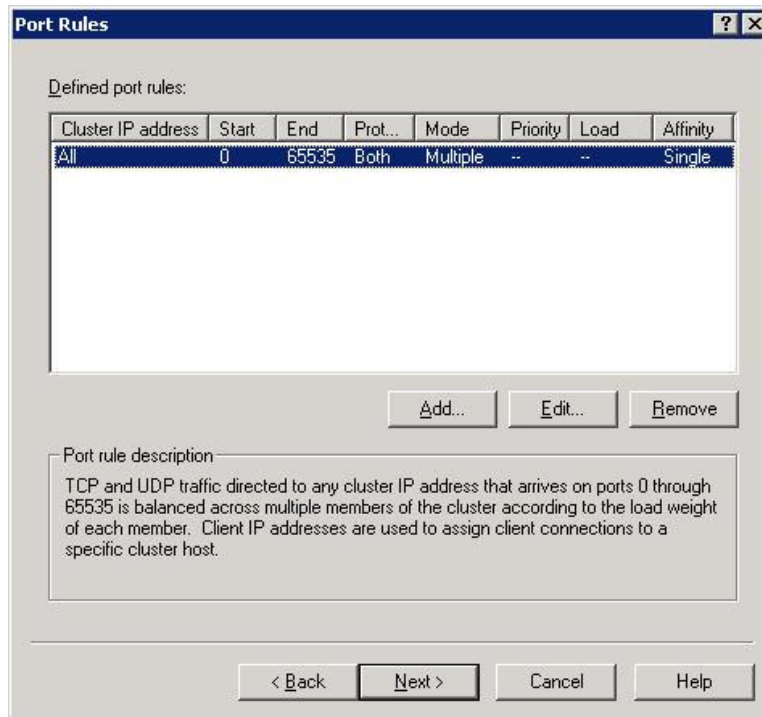 Port Rules
Defined port rules:
Cluster IP address Start End Prot... Mode Priority Load Affinity
All 0 65535 Both Multiple -- -- Single
Add... Edit... Remove
Port rule description
TCP and UDP traffic directed to any cluster IP address that arrives on ports 0 through
65535 is balanced across multiple members of the cluster according to the load weight
of each member. Client IP addresses are used to assign client connections to a
specific cluster host.
< Back Next > Cancel Help